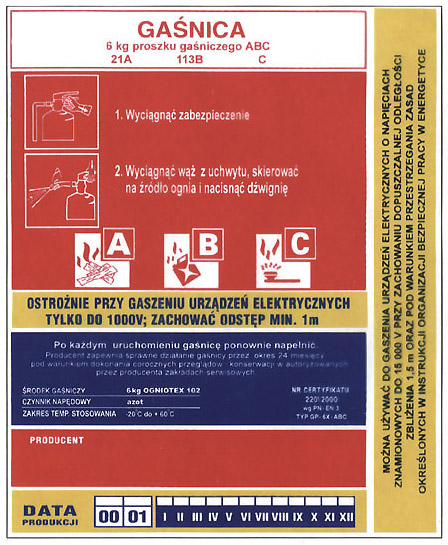 GAŚNICA
6 kg proszku gaśniczego ABC
21A 113B C
1. Wyciągnąć zabezpieczenie
2. Wyciągnąć wąż z uchwytu, skierować
na źródło ognia i nacisnąć dźwignię
A B C
OSTROŻNIE PRZY GASZENIU URZĄDZEŃ ELEKTRYCZNYCH
TYLKO DO 1000V; ZACHOWAĆ ODSTĘP MIN. 1m
Po każdym uruchomieniu gaśnicę ponownie napełnić.
Producent zapewnia sprawne działanie gaśnicy przez okres 24 miesięcy
pod warunkiem dokonania corocznych przeglądów i konserwacji w autoryzowanych
przez producenta zakładach serwisowych.
ŚRODEK GAŚNICZY 6kg OGNIOTEX 102
CZYNNIK NAPĘDOWY azot
ZAKRES TEMP. STOSOWANIA -20°C do + 60°C
NR CERTYFIKATU
220/2000
wg PN-EN 3
TYP GP-6X-ABC
PRODUCENT
DATA
PRODUKCJI
00 01 I II III IV V VI VII VIII IX X XI XII
MOŻNA UŻYWAĆ DO GASZENIA URZĄDZEŃ ELEKTRYCZNYCH O NAPIĘCIACH
ZNAMIONOWYCH DO 15 000 V PRZY ZACHOWANIU DOPUSZCZALNEJ ODLEGŁOŚCI
ZBLIŻENIA 1,5 m ORAZ POD WARUNKIEM PRZESTRZEGANIA ZASAD
OKREŚLONYCH W INSTRUKCJI ORGANIZACJI BEZPIECZNEJ PRACY W ENERGETYCE